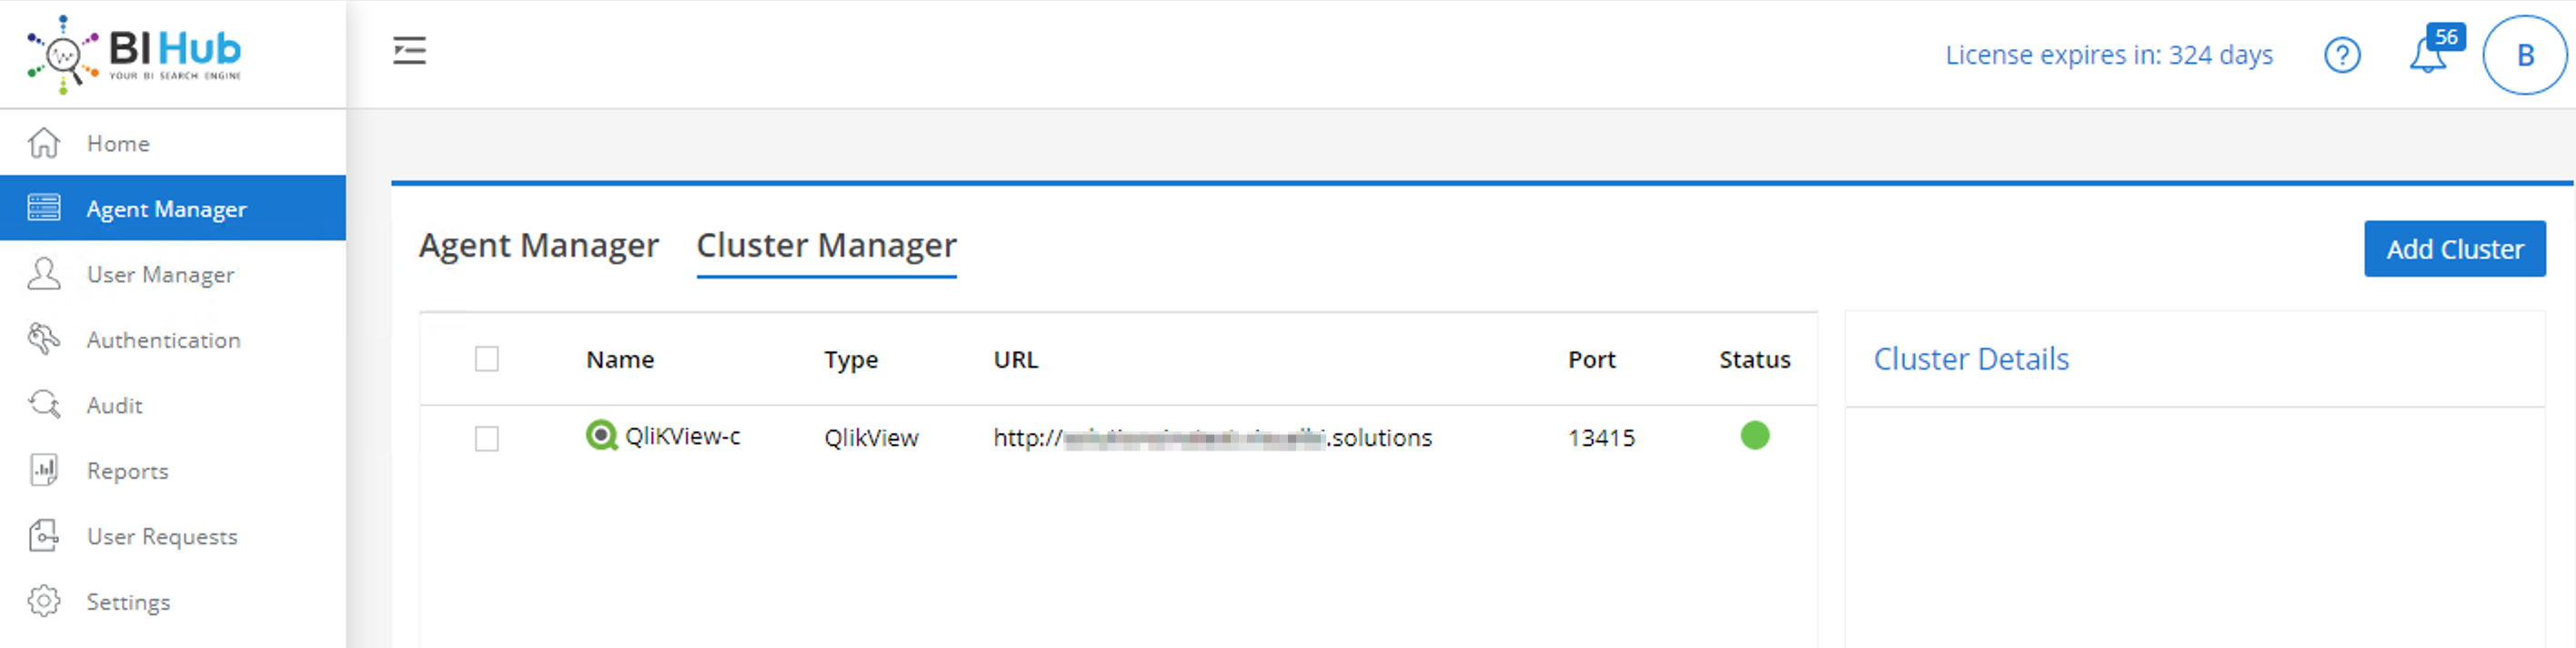 BI Hub
YOUR BI SEARCH ENGINE
License expires in: 324 days
?
56
B
Home
Agent Manager
User Manager
Authentication
Audit
Reports
User Requests
Settings
Agent Manager Cluster Manager
Add Cluster
Name Type URL Port Status
QliKView-c QlikView http:// .solutions 13415
Cluster Details